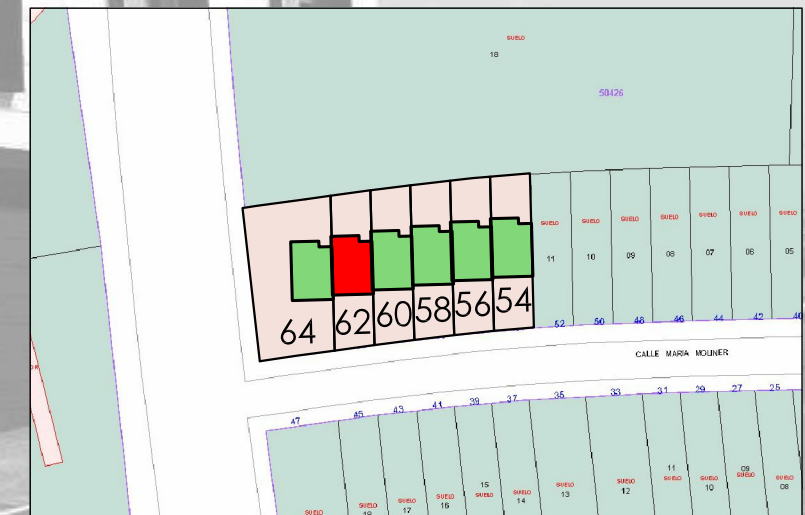 SUELO
18
50426
SUELO SUELO SUELO SUELO SUELO SUELO SUELO
11 10 09 08 07 06 05
64 62 60 58 56 54
52 50 48 46 44 42 40
CALLE MARIA MOLINER
47 45 43 41 39 37 35 33 31 29 27 25
15 11 09
SUELO SUELO SUELO SUELO SUELO SUELO SUELO SUELO SUELO SUELO SUELO
17 16 14 13 12 10 08